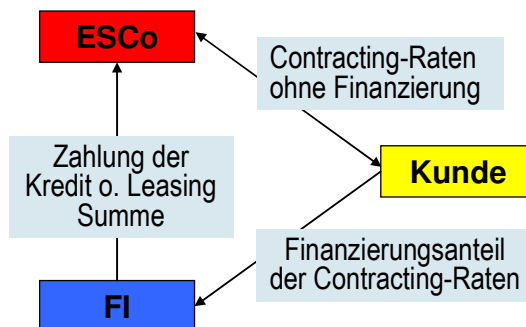 ESCo
Contracting-Raten
ohne Finanzierung
Zahlung der
Kredit o. Leasing
Summe
Kunde
Finanzierungsanteil
der Contracting-Raten
FI